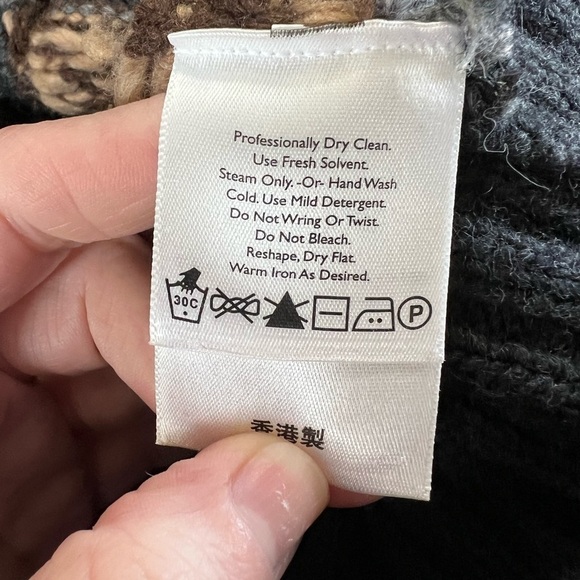 Professionally Dry Clean.
Use Fresh Solvent.
Steam Only. -Or- Hand Wash
Cold. Use Mild Detergent.
Do Not Wring Or Twist.
Do Not Bleach.
Reshape, Dry Flat.
Warm Iron As Desired.
30C P
香港製